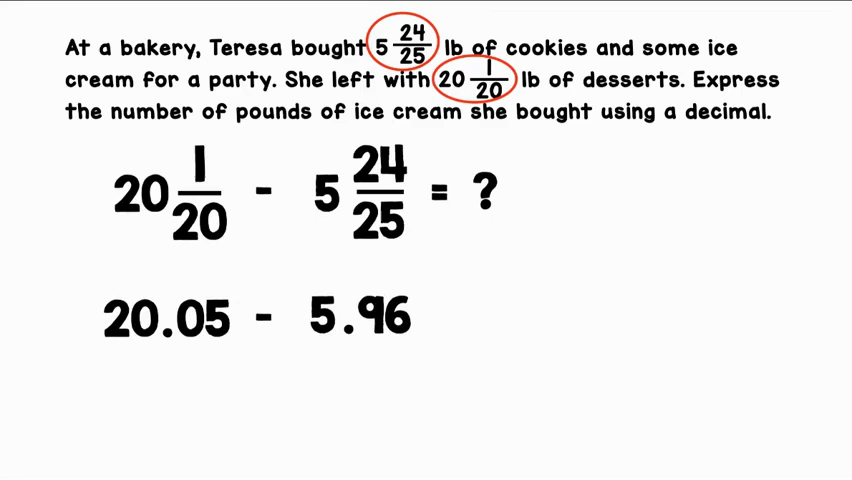 At a bakery, Teresa bought 5 24/25 lb of cookies and some ice
cream for a party. She left with 20 1/20 lb of desserts. Express
the number of pounds of ice cream she bought using a decimal.
20 1/20 - 5 24/25 = ?
20.05 - 5.96